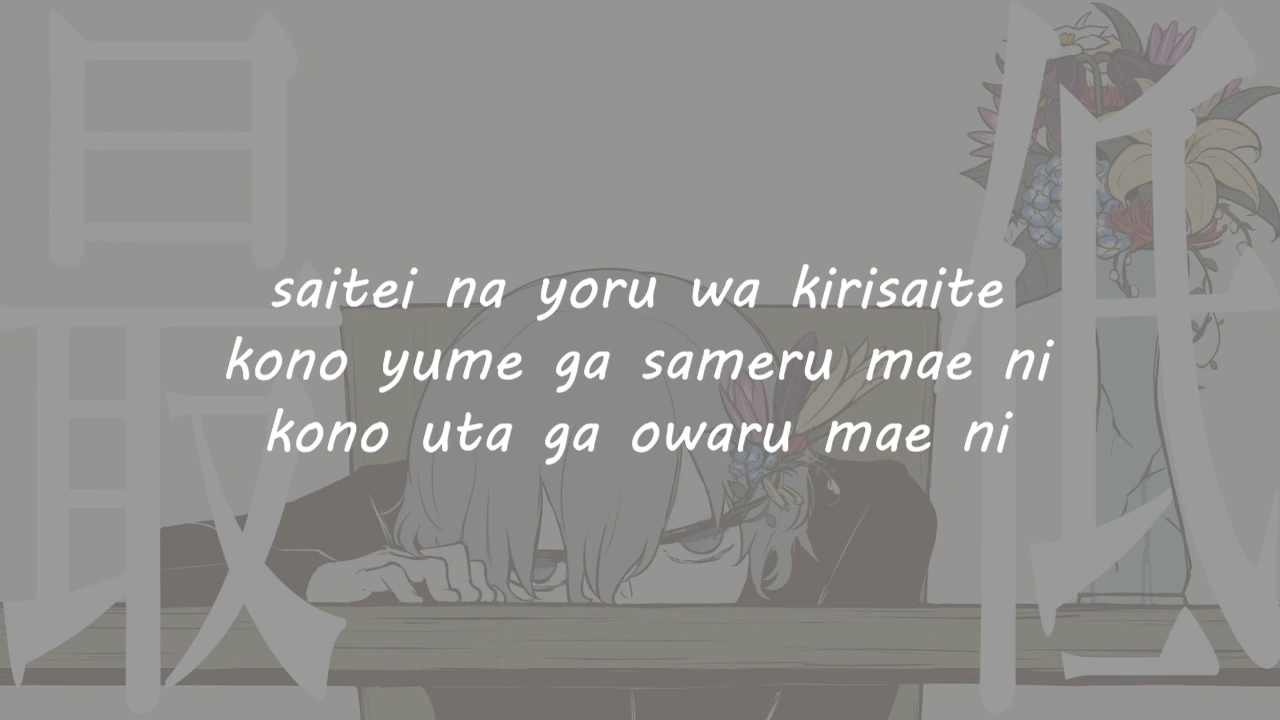 最低
saitei na yoru wa kirisaite
kono yume ga sameru mae ni
kono uta ga owaru mae ni